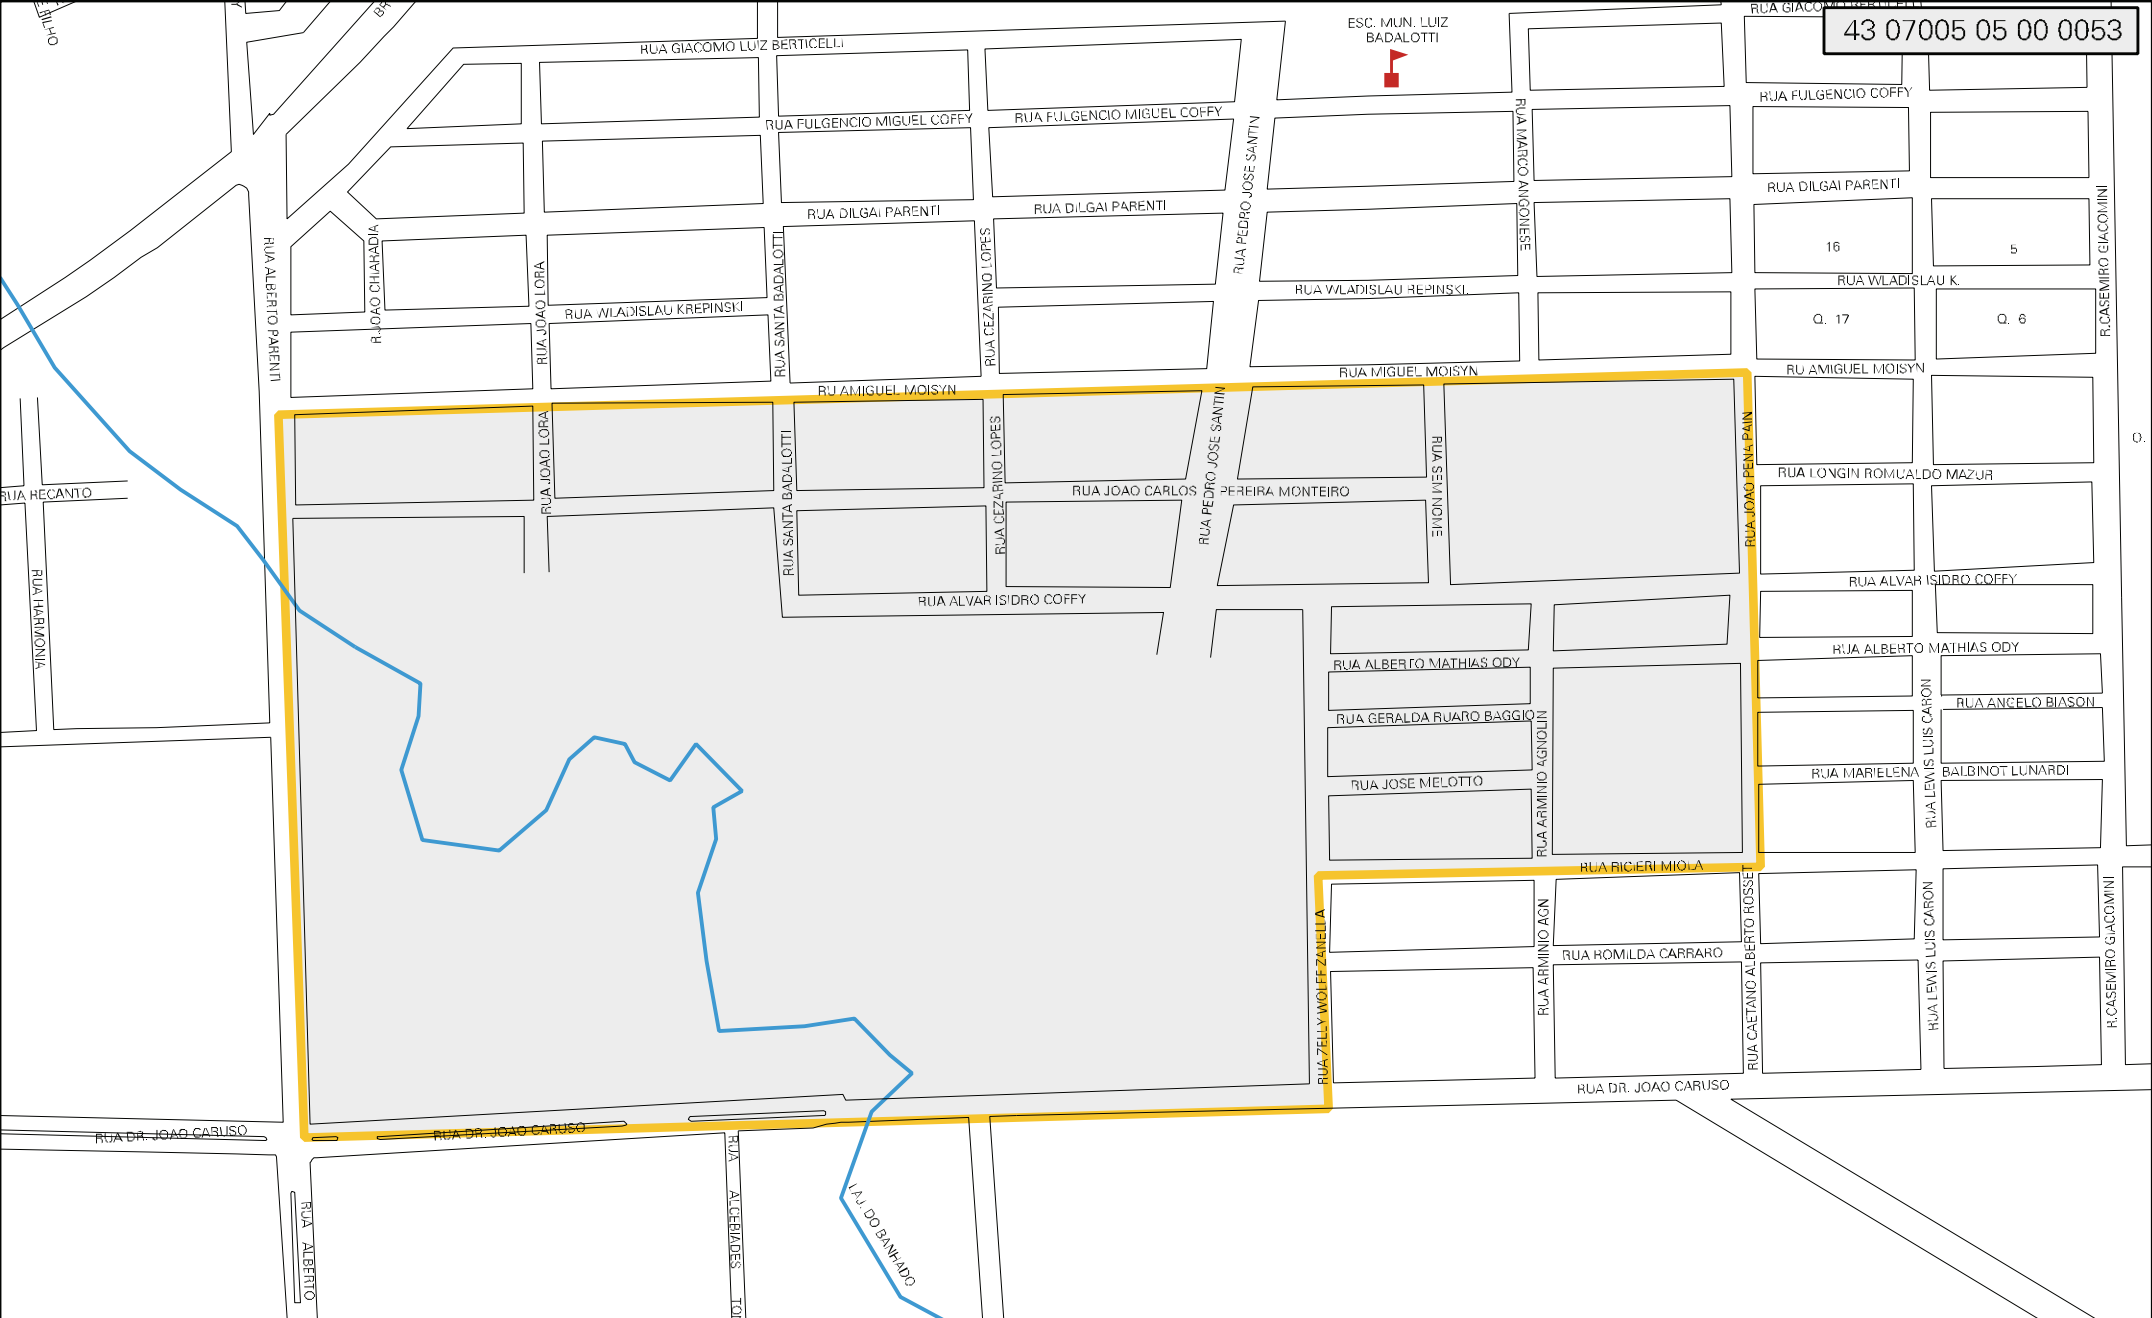 43 07005 05 00 0053
ESC. MUN. LUIZ
BADALOTTI
RUA GIACOMO LUIZ BERTICELLI
RUA FULGENCIO COFFY
RUA FULGENCIO MIGUEL COFFY
RUA FULGENCIO MIGUEL COFFY
RUA PEDRO JOSE SANTIN
RUA MARCO ANGONESE
RUA DILGAI PARENTI
RUA DILGAI PARENTI
RUA DILGAI PARENTI
R.CASEMIRO GIACOMINI
RUA ALBERTO PARENTI
R.JOAO CHIARADIA
RUA JOAO LORA
RUA SANTA BADALOTTI
RUA CEZARINO LOPES
16
5
RUA WLADISLAU K.
RUA WLADISLAU REPINSKI.
RUA WLADISLAU KREPINSKI
Q. 17
Q. 6
RUA MIGUEL MOISYN
RU AMIGUEL MOISYN
RU AMIGUEL MOISYN
RUA JOAO LORA
RUA SANTA BADALOTTI
RUA CEZARINO LOPES
RUA PEDRO JOSE SANTIN
RUA SEM NOME
RUA JOAO PENA PAIN
Q.
RUA LONGIN ROMUALDO MAZUR
RUA JOAO CARLOS PEREIRA MONTEIRO
RUA RECANTO
RUA HARMONIA
RUA ALVAR ISIDRO COFFY
RUA ALVAR ISIDRO COFFY
RUA ALBERTO MATHIAS ODY
RUA ALBERTO MATHIAS ODY
RUA ANGELO BIASON
RUA GERALDA RUARO BAGGIO
RUA ARMINIO AGNOLIN
RUA LEWIS LUIS CARON
RUA MARIELENA BALBINOT LUNARDI
RUA JOSE MELOTTO
RUA RIGIERI MIOLA
RUA ZELLY WOLFF ZANELLA
RUA ARMINIO AGN
RUA CAETANO ALBERTO ROSSET
RUA LEWIS LUIS CARON
R.CASEMIRO GIACOMINI
RUA ROMILDA CARRARO
RUA DR. JOAO CARUSO
RUA DR. JOAO CARUSO
RUA DR. JOAO CARUSO
RUA ALBERTO
RUA ALCEBIADES
LAJ. DO BANHADO